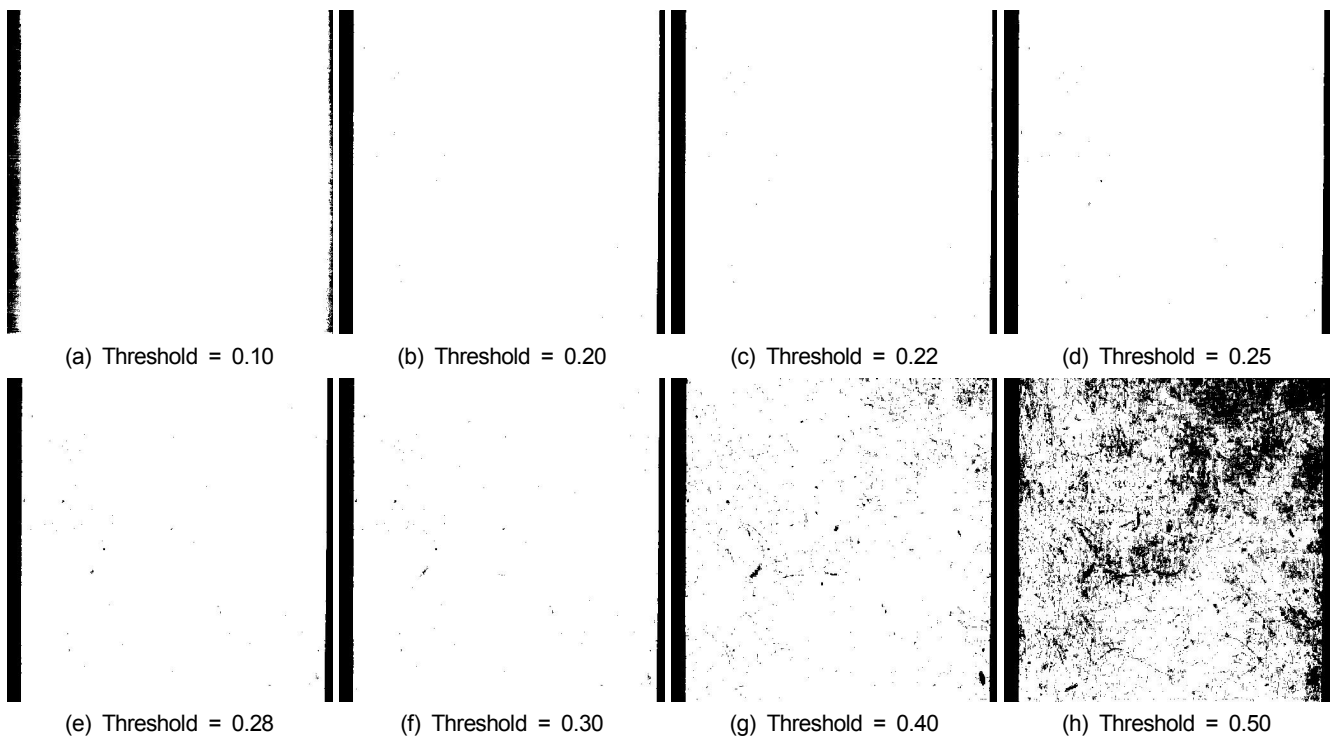 (a) Threshold = 0.10
(b) Threshold = 0.20
(c) Threshold = 0.22
(d) Threshold = 0.25
(e) Threshold = 0.28
(f) Threshold = 0.30
(g) Threshold = 0.40
(h) Threshold = 0.50